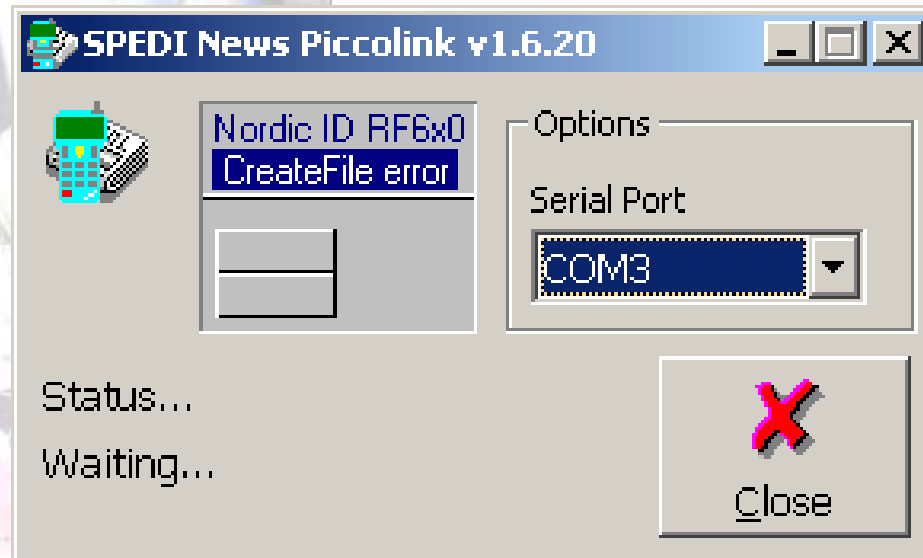 SPEDI News Piccolink v1.6.20
Nordic ID RF6x0
CreateFile error
Options
Serial Port
COM3
Status...
Waiting...
Close